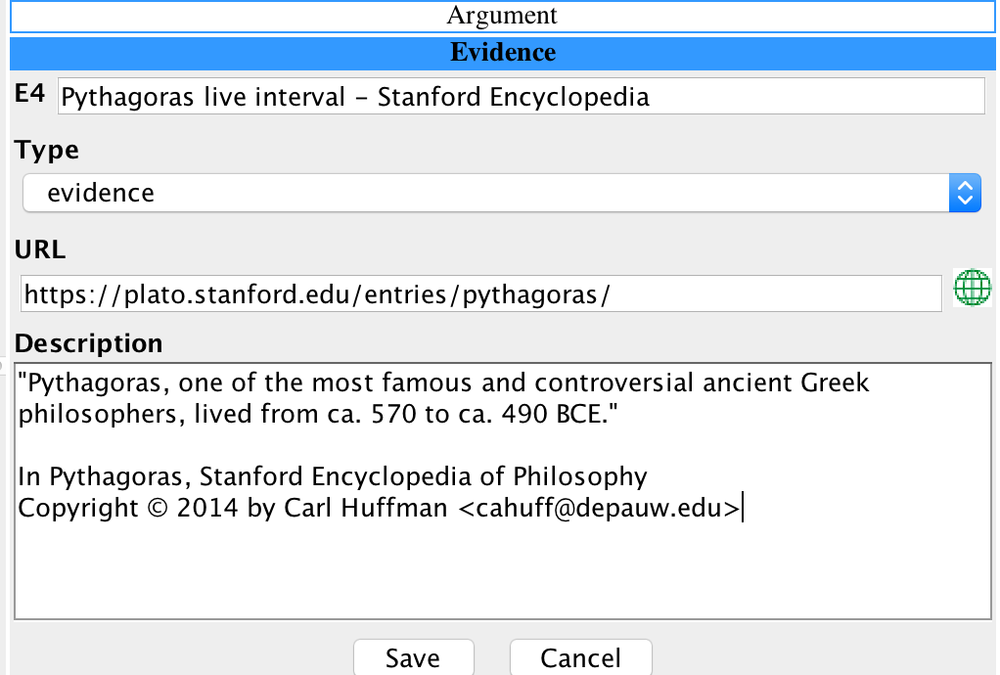 Argument
Evidence
E4 Pythagoras live interval – Stanford Encyclopedia
Type
evidence
URL
https://plato.stanford.edu/entries/pythagoras/
Description
"Pythagoras, one of the most famous and controversial ancient Greek
philosophers, lived from ca. 570 to ca. 490 BCE."
In Pythagoras, Stanford Encyclopedia of Philosophy
Copyright © 2014 by Carl Huffman <cahuff@depauw.edu>
Save Cancel